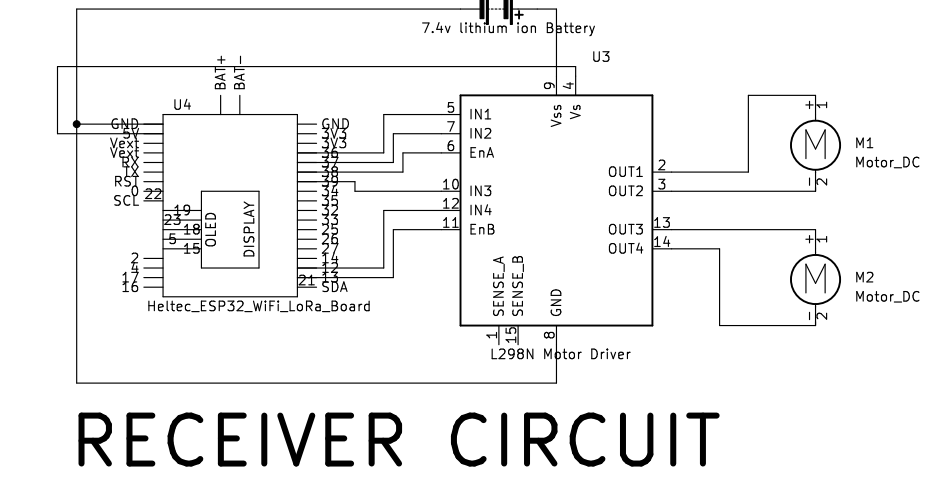 +
7.4v lithium ion Battery
U3
BAT+
BAT-
U4
GND
5V
Vext
Vext
RX
TX
RST
0
SCL
22
19
23
18
5
15
2
4
17
16
OLED
DISPLAY
GND
3V3
3V3
36
37
38
39
34
35
32
33
25
26
27
14
12
13
21
SDA
Heltec_ESP32_WiFi_LoRa_Board
9
4
Vss
Vs
5
IN1
7
IN2
6
EnA
10
IN3
12
IN4
11
EnB
OUT1
2
OUT2
3
OUT3
13
OUT4
14
SENSE_A
SENSE_B
GND
1
15
8
L298N Motor Driver
+
1
M
M1
Motor_DC
-
2
+
1
M
M2
Motor_DC
-
2
RECEIVER CIRCUIT